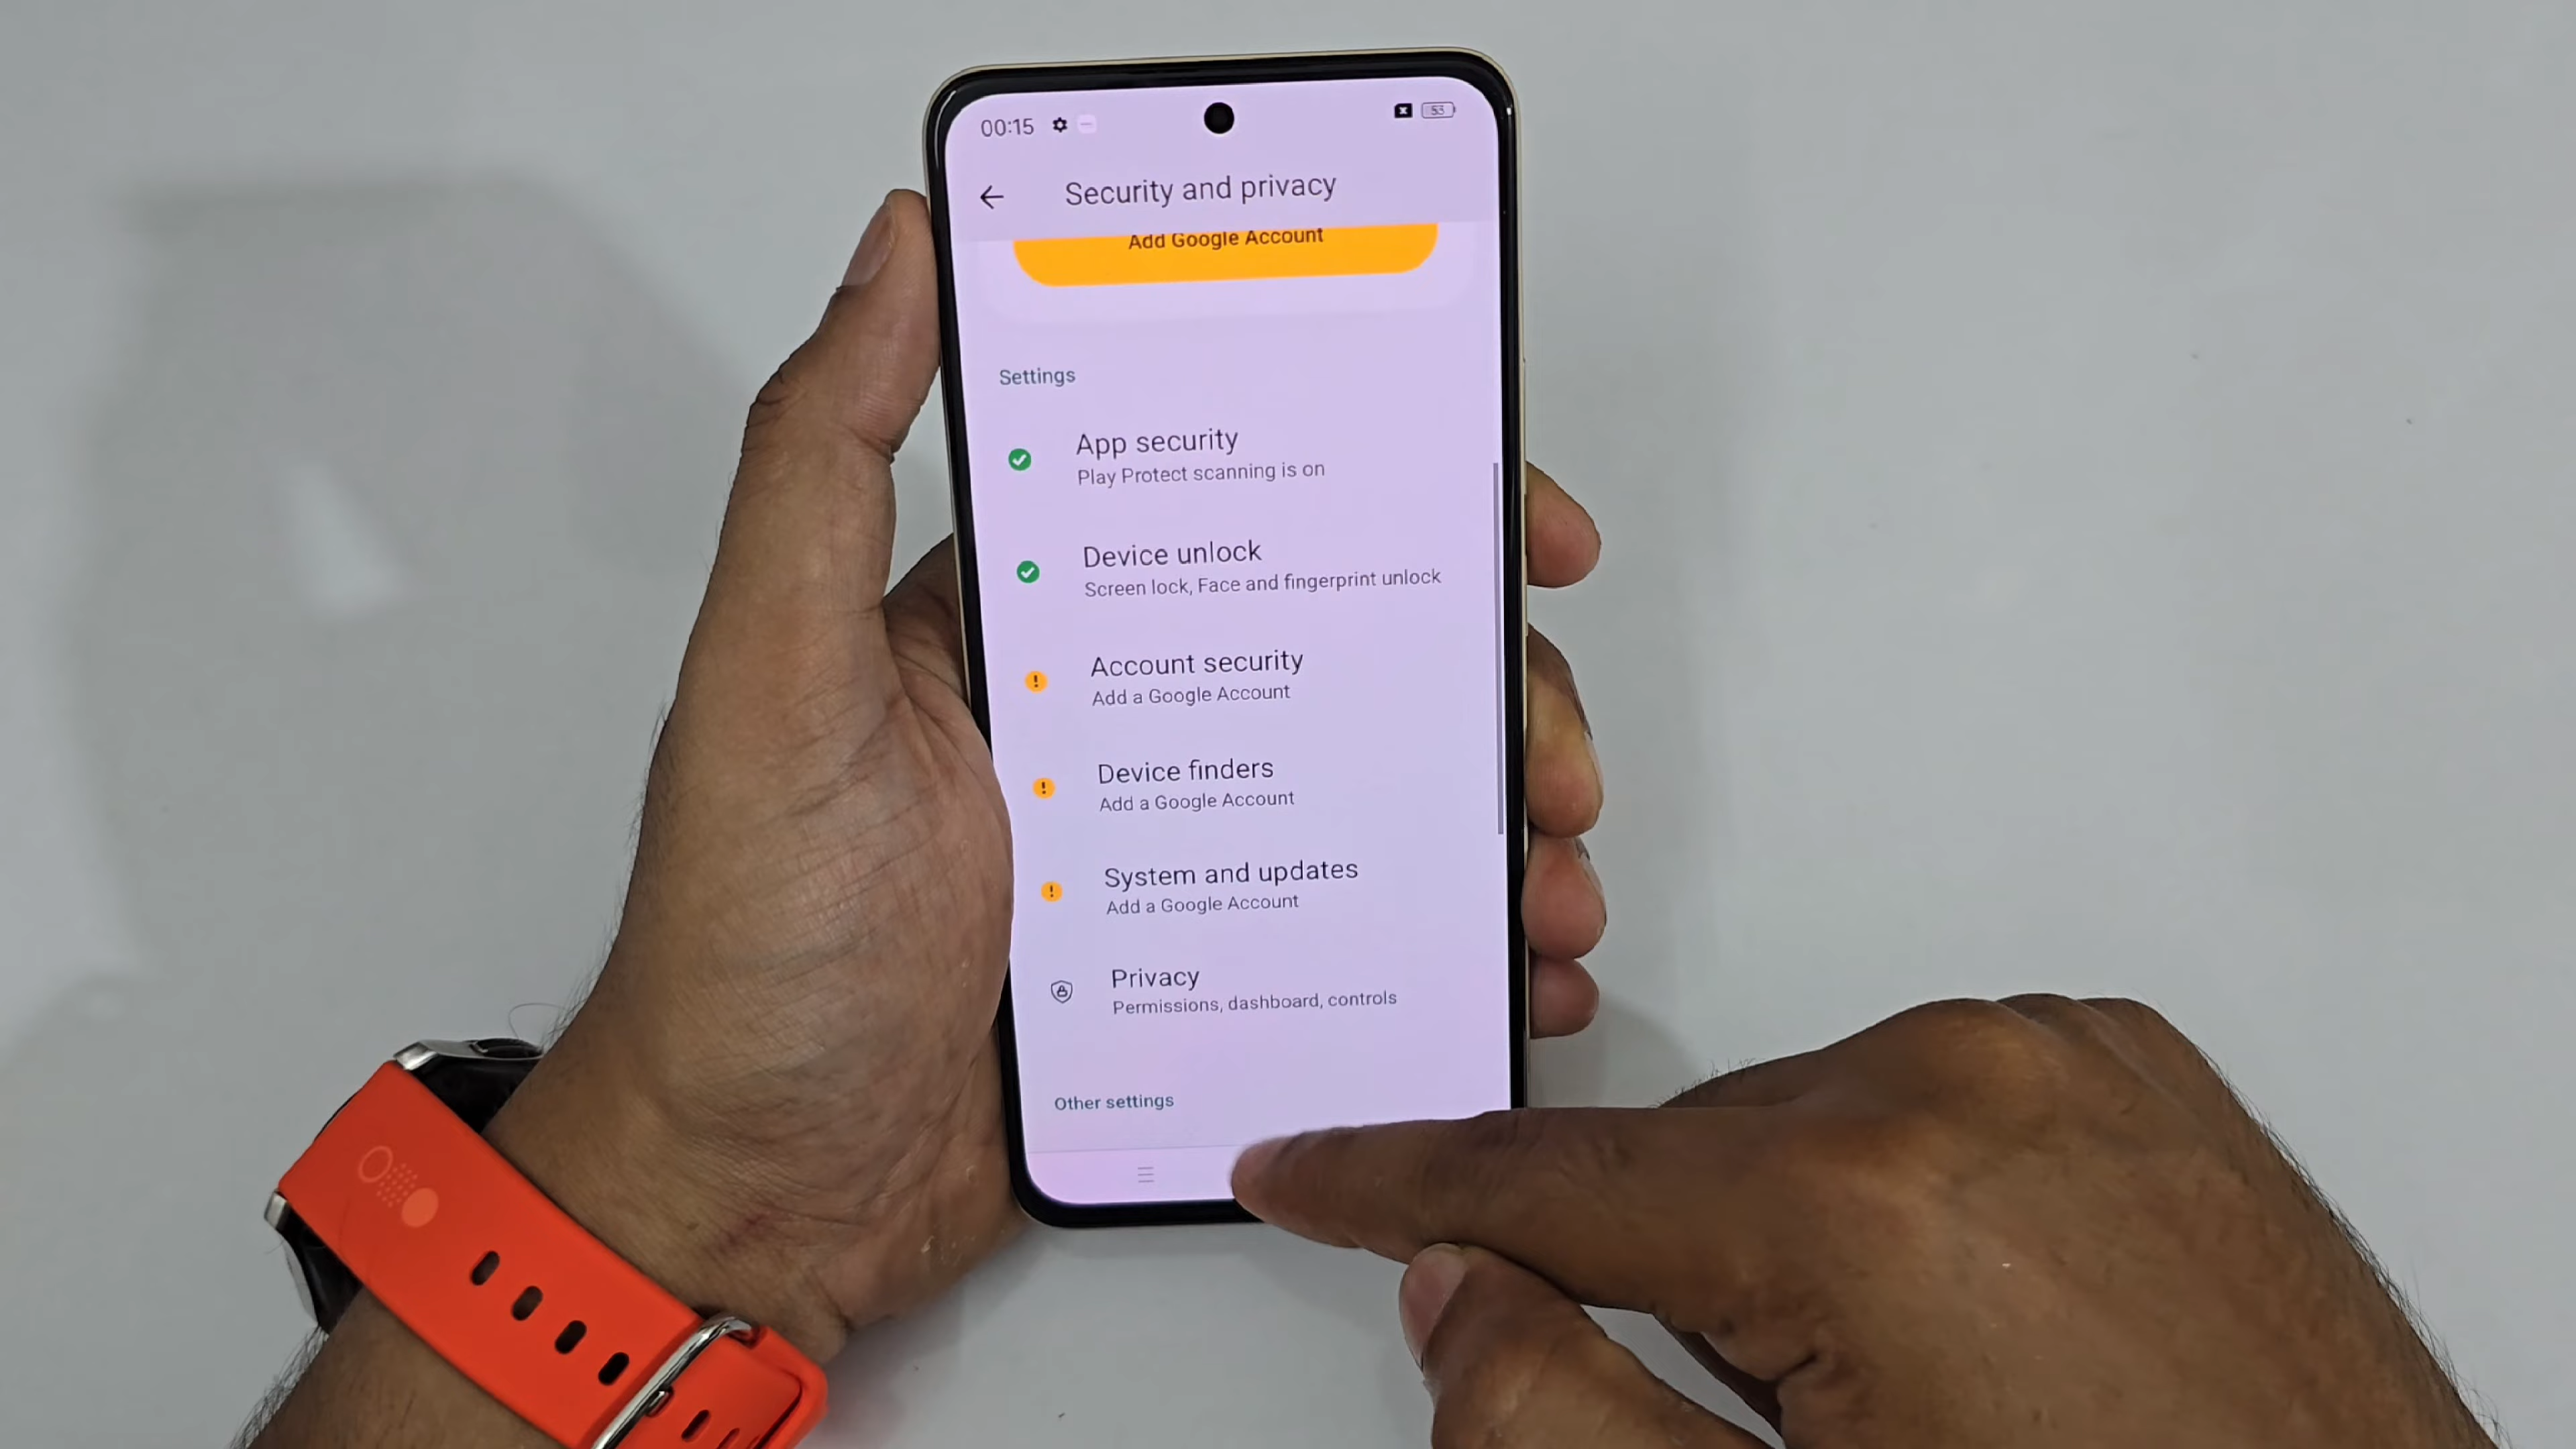 00:15 53
Security and privacy
Add Google Account
Settings
App security
Play Protect scanning is on
Device unlock
Screen lock, Face and fingerprint unlock
Account security
Add a Google Account
Device finders
Add a Google Account
System and updates
Add a Google Account
Privacy
Permissions, dashboard, controls
Other settings